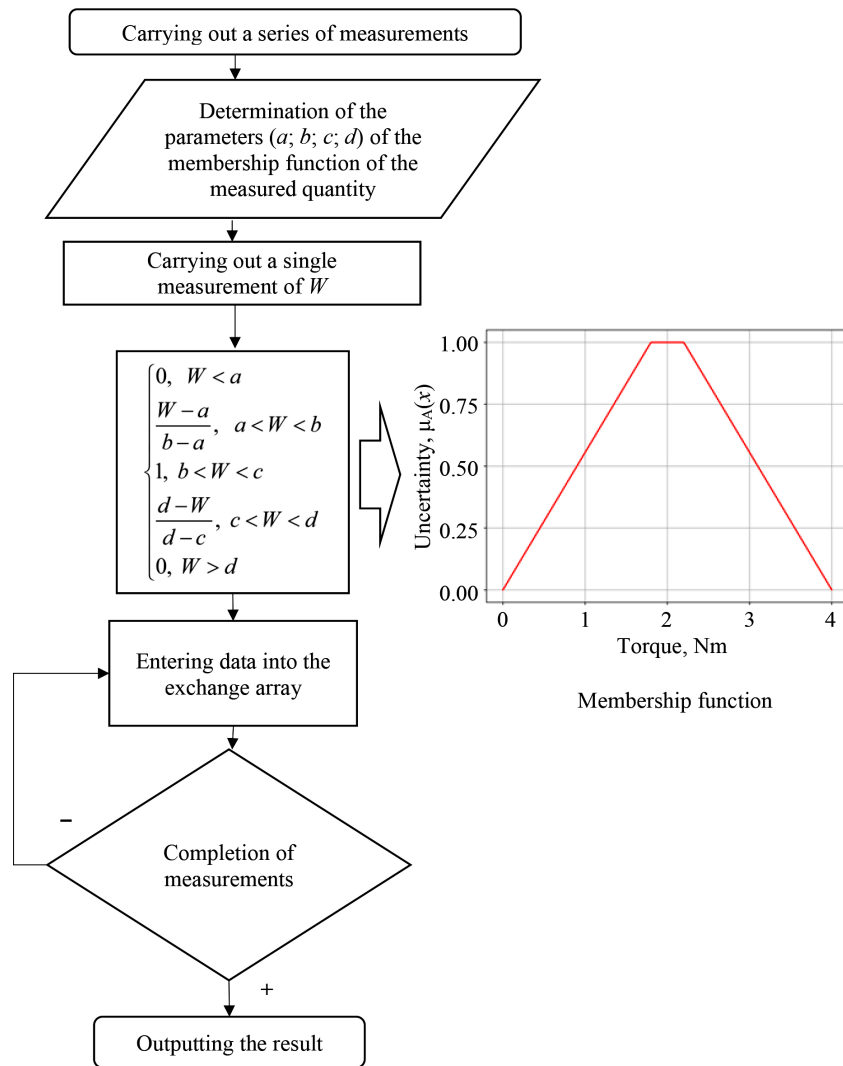 Carrying out a series of measurements
Determination of the
parameters (a; b; c; d) of the
membership function of the
measured quantity
Carrying out a single
measurement of W
0, W < a
W − a
b − a
, a < W < b
1, b < W < c
d − W
d − c
, c < W < d
0, W > d
Uncertainty, μA(x)
1.00
0.75
0.50
0.25
0.00
0 1 2 3 4
Torque, Nm
Membership function
Entering data into the
exchange array
−
Completion of
measurements
+
Outputting the result